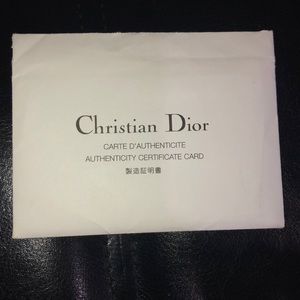 Christian Dior
CARTE D'AUTHENTICITE
AUTHENTICITY CERTIFICATE CARD
製造証明書